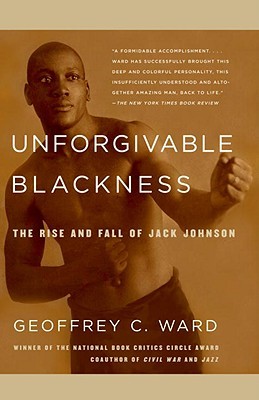 "A FORMIDABLE ACCOMPLISHMENT. . . .
WARD HAS SUCCESSFULLY BROUGHT THIS
DEEP AND COLORFUL PERSONALITY, THIS
INSUFFICIENTLY UNDERSTOOD AND ALTO-
GETHER AMAZING MAN, BACK TO LIFE."
—THE NEW YORK TIMES BOOK REVIEW
UNFORGIVABLE
BLACKNESS
THE RISE AND FALL OF JACK JOHNSON
GEOFFREY C. WARD
WINNER OF THE NATIONAL BOOK CRITICS CIRCLE AWARD
COAUTHOR OF CIVIL WAR AND JAZZ